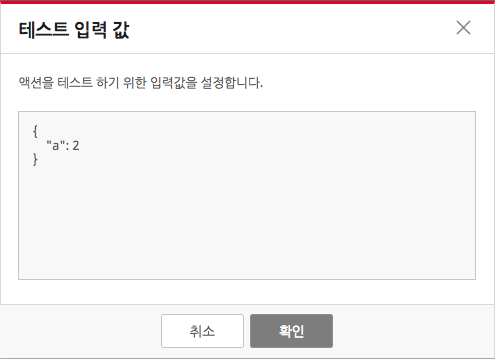 테스트 입력 값
액션을 테스트 하기 위한 입력값을 설정합니다.
{
"a": 2
}
취소
확인